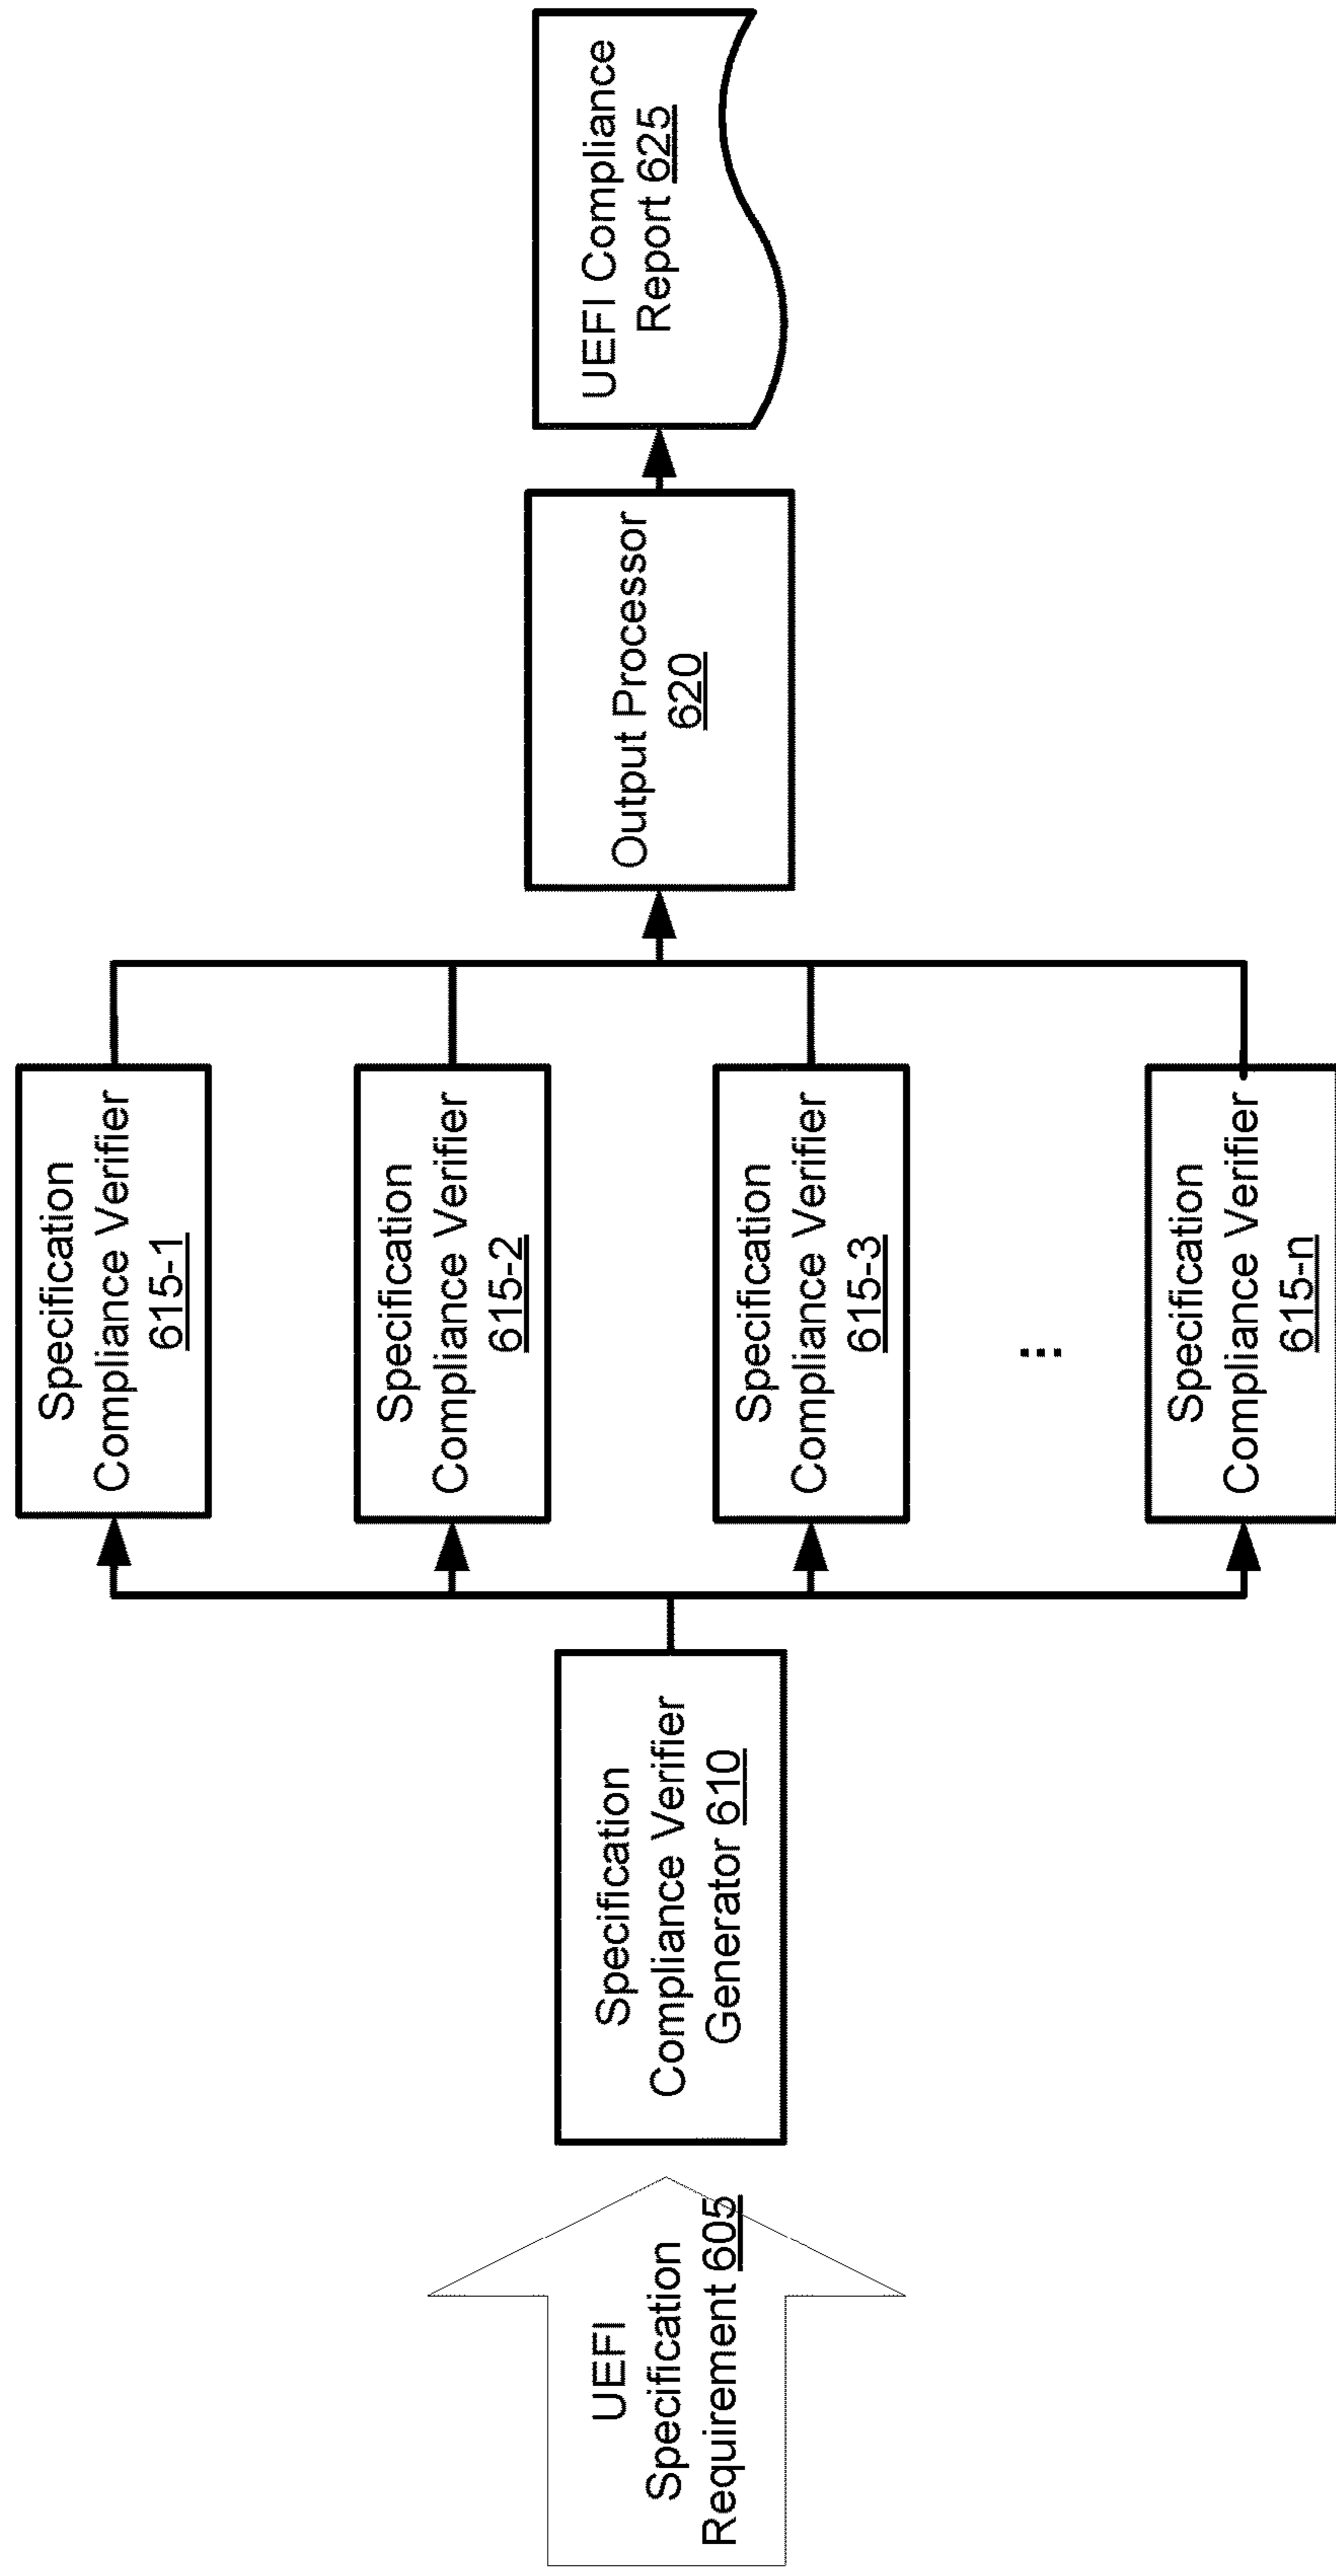 UEFI
Specification
Requirement 605
Specification
Compliance Verifier
Generator 610
Specification
Compliance Verifier
615-1
Specification
Compliance Verifier
615-2
Specification
Compliance Verifier
615-3
...
Specification
Compliance Verifier
615-n
Output Processor
620
UEFI Compliance
Report 625